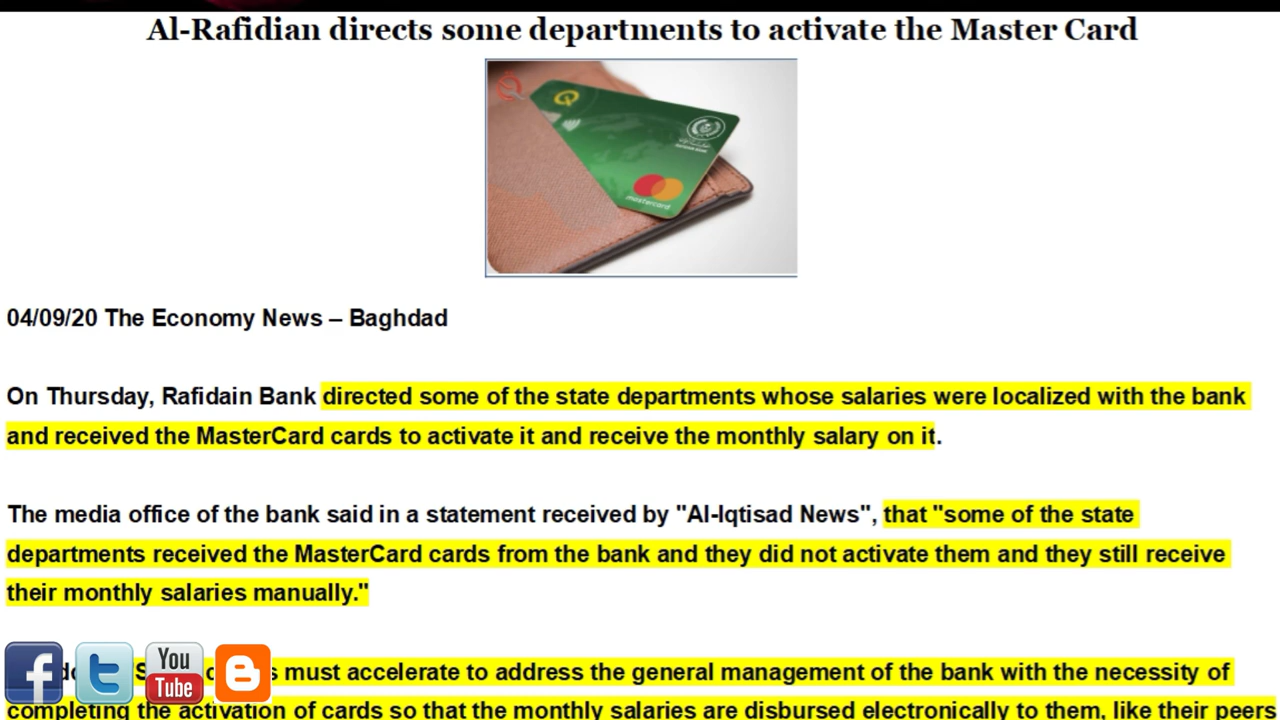 Al-Rafidian directs some departments to activate the Master Card
mastercard
04/09/20 The Economy News – Baghdad
On Thursday, Rafidain Bank directed some of the state departments whose salaries were localized with the bank
and received the MasterCard cards to activate it and receive the monthly salary on it.
The media office of the bank said in a statement received by "Al-Iqtisad News", that "some of the state
departments received the MasterCard cards from the bank and they did not activate them and they still receive
their monthly salaries manually."
must accelerate to address the general management of the bank with the necessity of
You
Tube
completing the activation of cards so that the monthly salaries are disbursed electronically to them, like their peers